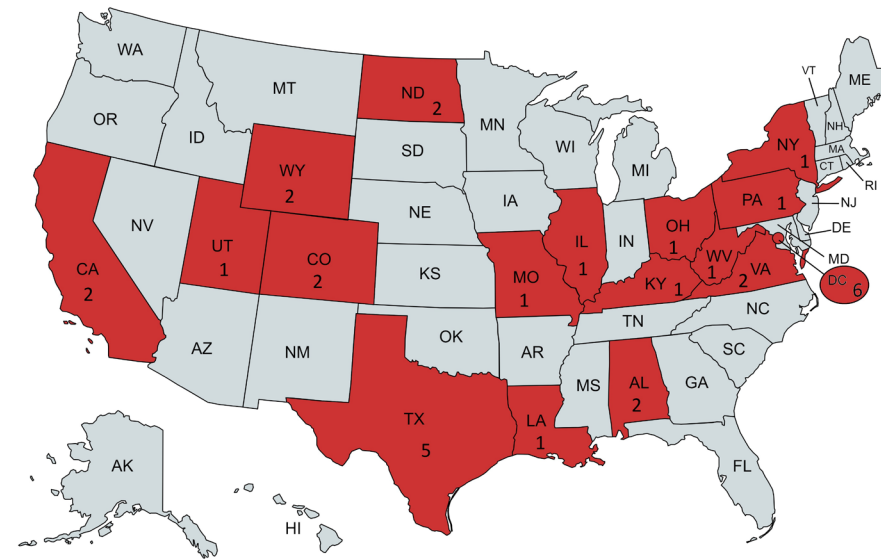 WA
MT
ND 2
MN
VT
ME
OR
ID
WY 2
SD
WI
MI
NY 1
NH
MA
CT
RI
NV
UT 1
CO 2
NE
IA
IL 1
IN
OH 1
PA 1
NJ
DE
MD
DC 6
CA 2
KS
MO 1
KY 1
WV 1
VA 2
AZ
NM
OK
AR
TN
NC
SC
TX 5
LA 1
MS
AL 2
GA
FL
AK
HI